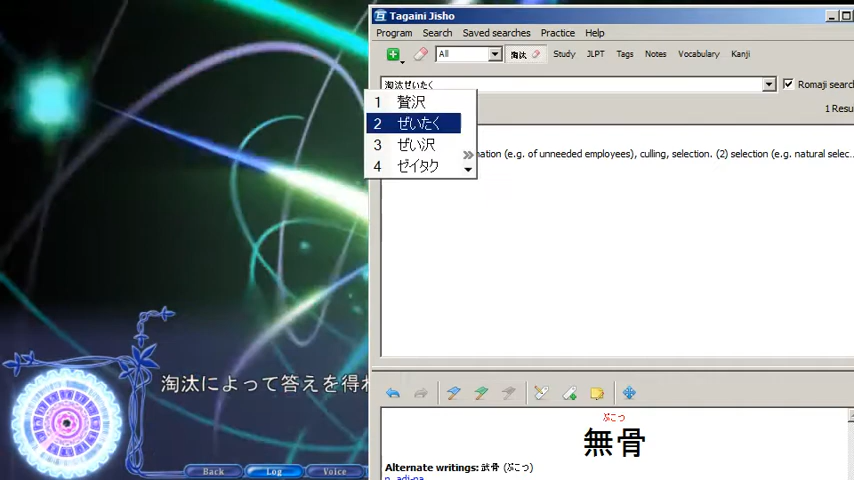 Tagaini Jisho
Program Search Saved searches Practice Help
All 淘汰 Study JLPT Tags Notes Vocabulary Kanji
淘汰ぜいたく Romaji searc
1 Resul
1 贅沢
2 ぜいたく
3 ぜい沢
4 ゼイタク
nation (e.g. of unneeded employees), culling, selection. (2) selection (e.g. natural selec...
淘汰によって答えを得
ぶこつ
無骨
Alternate writings: 武骨 (ぶこつ)
n, adj-na
Back Log Voice